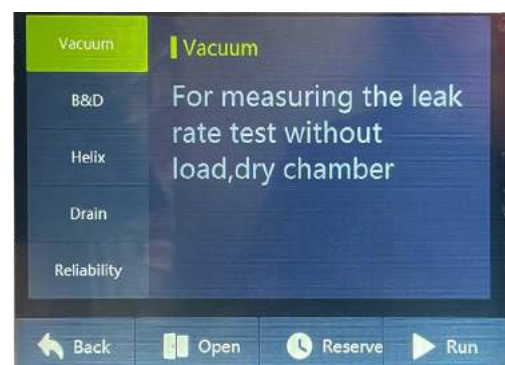 Vacuum
B&D
Helix
Drain
Reliability
Vacuum
For measuring the leak
rate test without
load,dry chamber
Back
Open
Reserve
Run